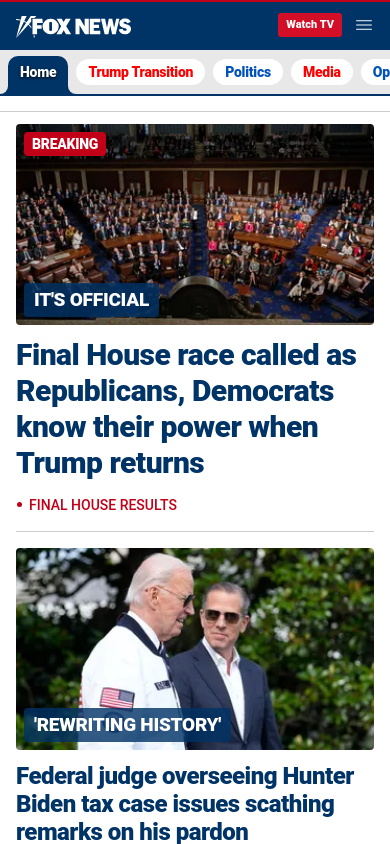 FOX NEWS
Watch TV
Home
Trump Transition
Politics
Media
Op
BREAKING
IT'S OFFICIAL
Final House race called as
Republicans, Democrats
know their power when
Trump returns
• FINAL HOUSE RESULTS
'REWRITING HISTORY'
Federal judge overseeing Hunter
Biden tax case issues scathing
remarks on his pardon